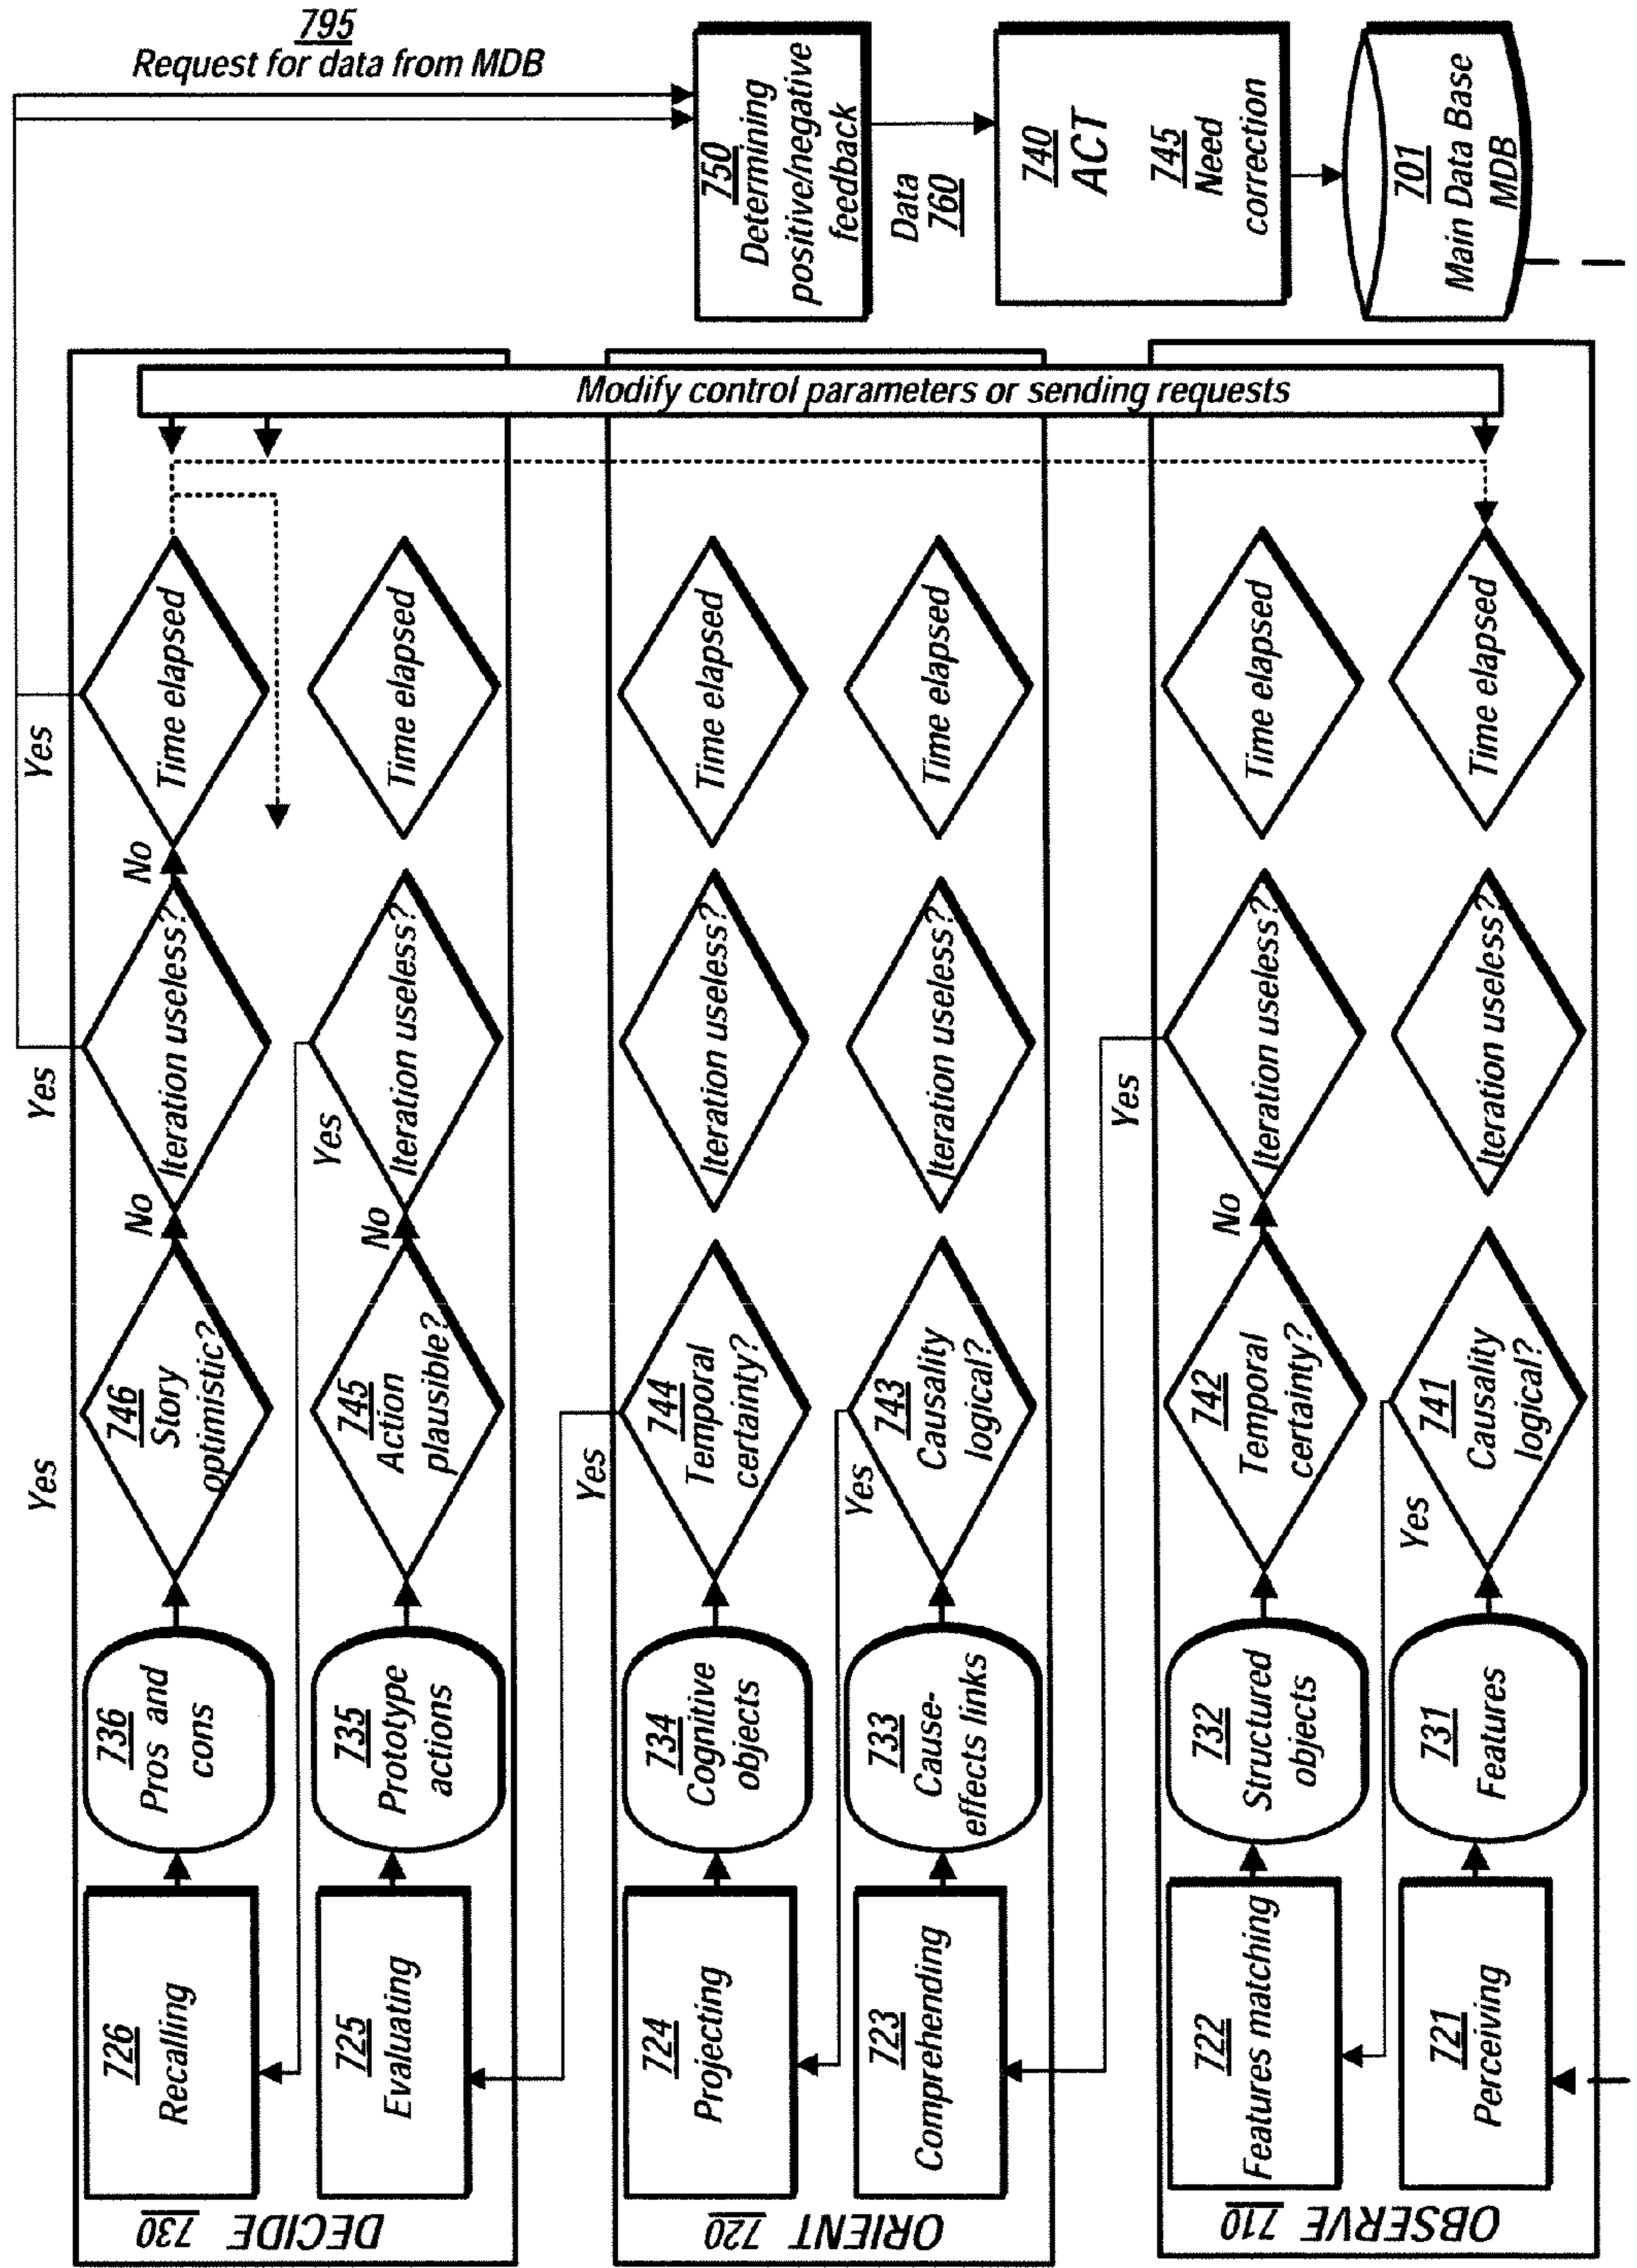 Yes
Yes
Yes
DECIDE 730
726
Recalling
736
Pros and
cons
746
Story
optimistic?
No
Iteration useless?
No
Time elapsed
795
Request for data from MDB
725
Evaluating
735
Prototype
actions
745
Action
plausible?
No
Yes
Iteration useless?
Time elapsed
Yes
ORIENT 720
724
Projecting
734
Cognitive
objects
744
Temporal
certainty?
Iteration useless?
Time elapsed
Modify control parameters or sending requests
750
Determining
positive/negative
feedback
Data
760
723
Comprehending
733
Cause-
effects links
Yes
743
Causality
logical?
Iteration useless?
Time elapsed
740
ACT
745
Need
correction
Yes
OBSERVE 710
722
Features matching
732
Structured
objects
742
Temporal
certainty?
No
Iteration useless?
Time elapsed
721
Perceiving
731
Features
Yes
741
Causality
logical?
Iteration useless?
Time elapsed
701
Main Data Base
MDB